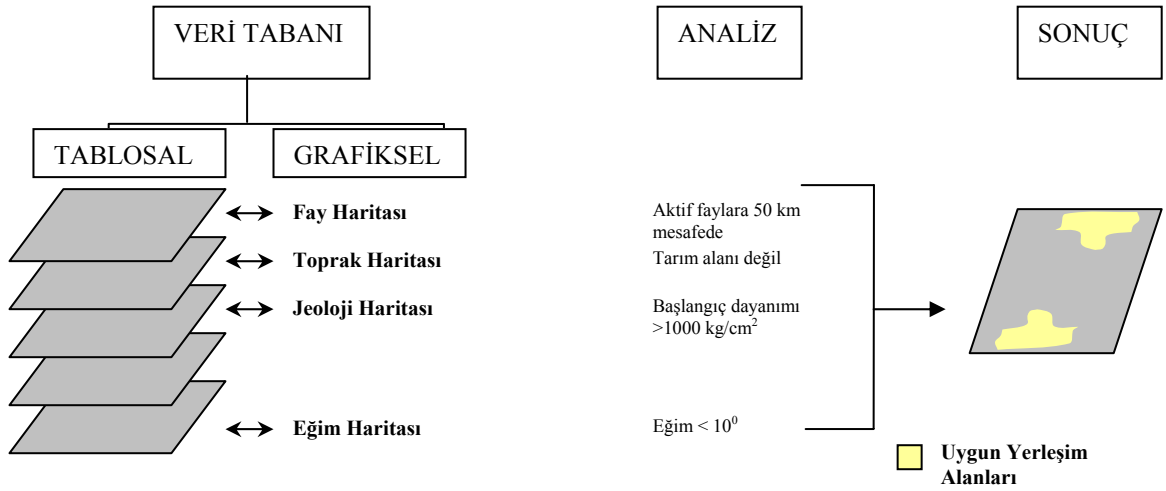 VERİ TABANI
ANALİZ
SONUÇ
TABLOSAL
GRAFİKSEL
Fay Haritası
Toprak Haritası
Jeoloji Haritası
Eğim Haritası
Aktif faylara 50 km
mesafede
Tarım alanı değil
Başlangıç dayanımı
>1000 kg/cm²
Eğim < 10⁰
Uygun Yerleşim
Alanları